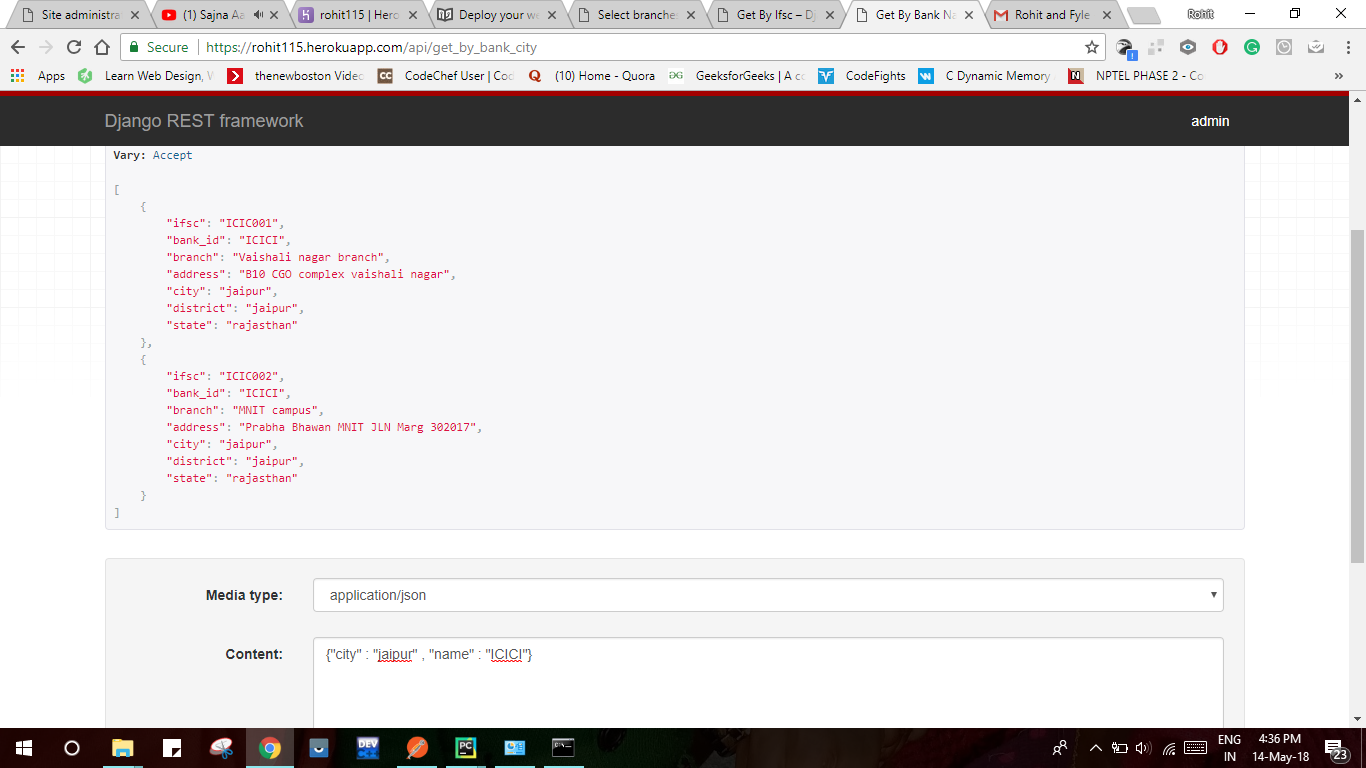 Site administra
(1) Sajna Aa
rohit115 | Hero
Deploy your we
Select branche
Get By Ifsc – Dj
Get By Bank Na
Rohit and Fyle
Rohit
Secure
https://rohit115.herokuapp.com/api/get_by_bank_city
Apps
Learn Web Design, V
thenewboston Videc
CC
CodeChef User | Coc
Q
(10) Home - Quora
GeeksforGeeks | A cc
CodeFights
C Dynamic Memory
N
NPTEL PHASE 2 - Co
»
Django REST framework
admin
Vary: Accept
[
{
"ifsc": "ICIC001",
"bank_id": "ICICI",
"branch": "Vaishali nagar branch",
"address": "B10 CGO complex vaishali nagar",
"city": "jaipur",
"district": "jaipur",
"state": "rajasthan"
},
{
"ifsc": "ICIC002",
"bank_id": "ICICI",
"branch": "MNIT campus",
"address": "Prabha Bhawan MNIT JLN Marg 302017",
"city": "jaipur",
"district": "jaipur",
"state": "rajasthan"
}
]
Media type:
application/json
Content:
{"city" : "jaipur" , "name" : "ICICI"}
DEV
PC
ENG
IN
4:36 PM
14-May-18
23